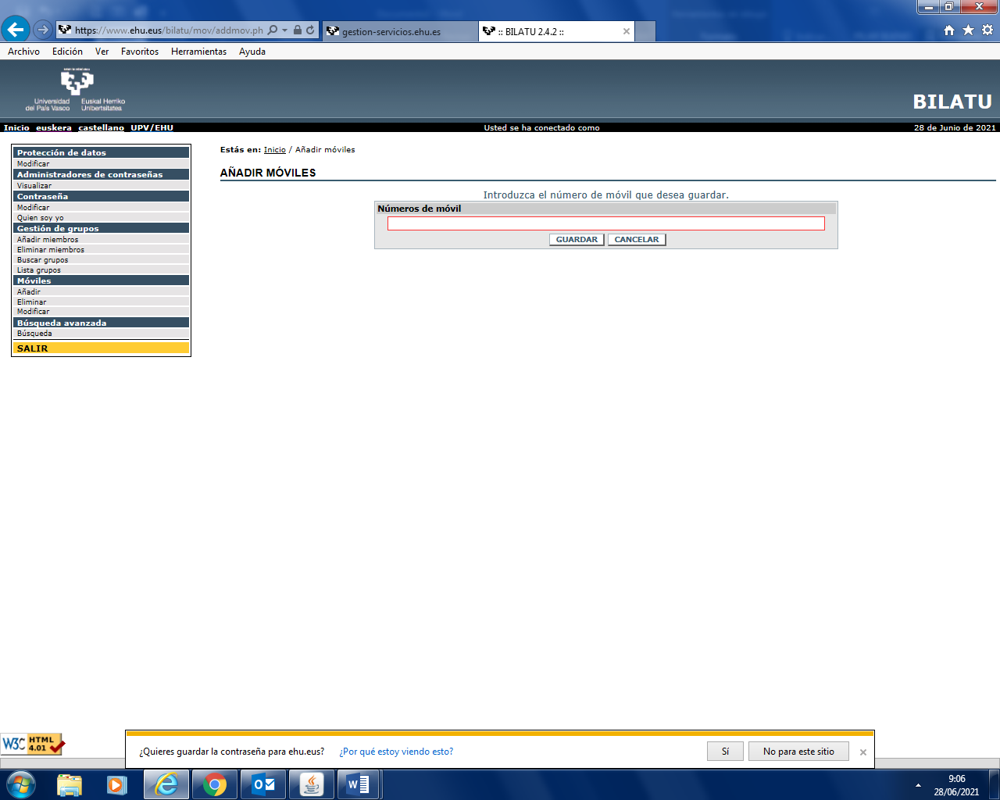 https://www.ehu.eus/bilatu/mov/addmov.ph
gestion-servicios.ehu.es
:: BILATU 2.4.2 ::
Archivo Edición Ver Favoritos Herramientas Ayuda
Universidad del País Vasco
Euskal Herriko Unibertsitatea
BILATU
Inicio euskera castellano UPV/EHU
Usted se ha conectado como
28 de Junio de 2021
Protección de datos
Modificar
Administradores de contraseñas
Visualizar
Contraseña
Modificar
Quien soy yo
Gestión de grupos
Añadir miembros
Eliminar miembros
Buscar grupos
Lista grupos
Móviles
Añadir
Eliminar
Modificar
Búsqueda avanzada
Búsqueda
SALIR
Estás en: Inicio / Añadir móviles
AÑADIR MÓVILES
Introduzca el número de móvil que desea guardar.
Números de móvil
GUARDAR CANCELAR
W3C HTML 4.01
¿Quieres guardar la contraseña para ehu.eus? ¿Por qué estoy viendo esto? Sí No para este sitio
9:06
28/06/2021